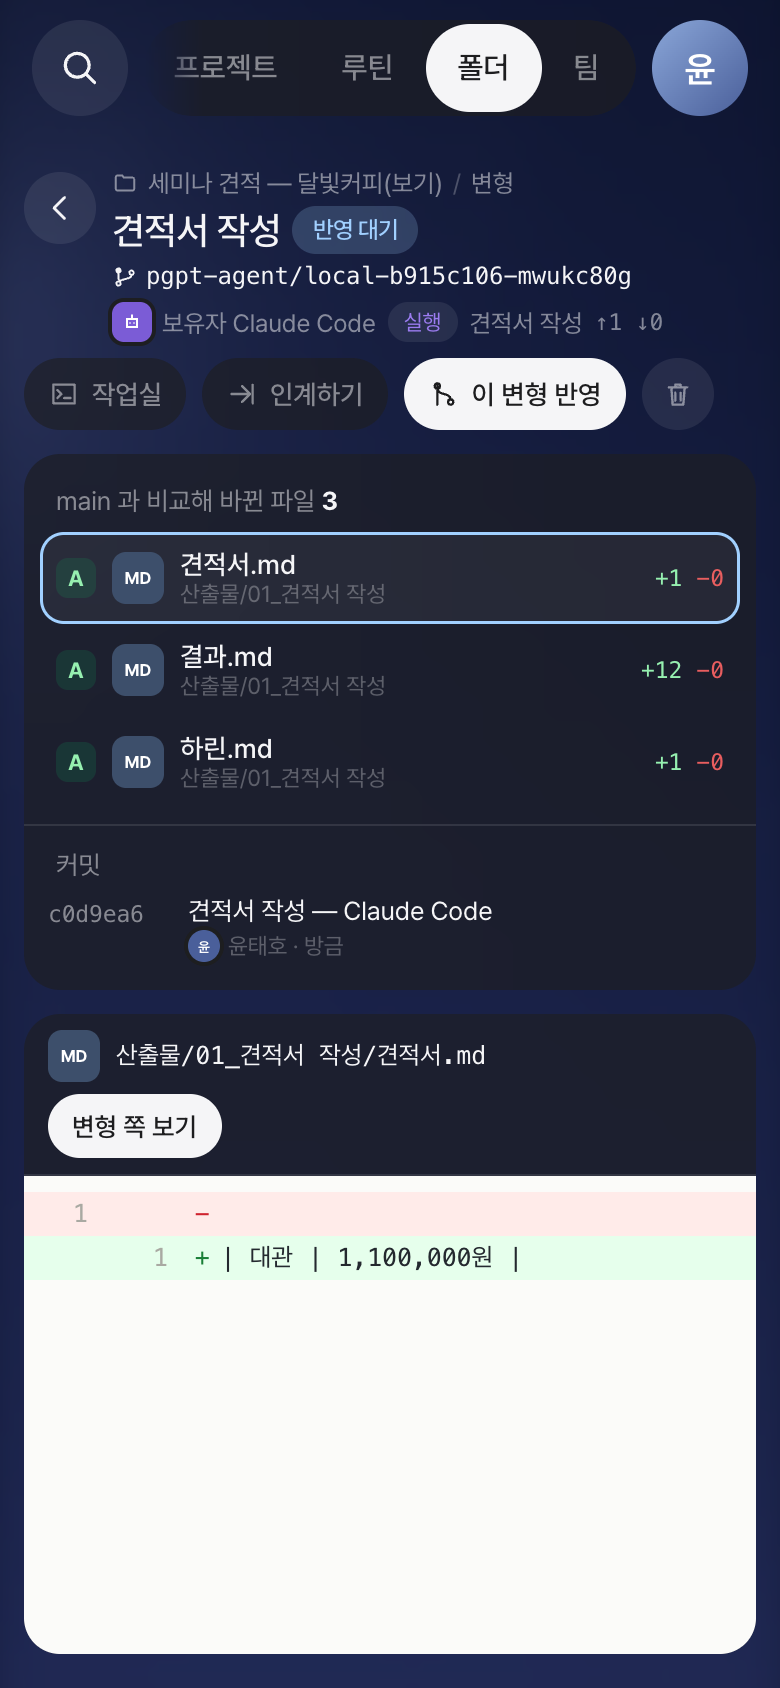 프로젝트 루틴 폴더 팀 윤
세미나 견적 — 달빛커피(보기) / 변형
견적서 작성 반영 대기
pgpt-agent/local-b915c106-mwukc80g
보유자 Claude Code 실행 견적서 작성 ↑1 ↓0
작업실 인계하기 이 변형 반영
main 과 비교해 바뀐 파일 3
A MD 견적서.md +1 −0
산출물/01_견적서 작성
A MD 결과.md +12 −0
산출물/01_견적서 작성
A MD 하린.md +1 −0
산출물/01_견적서 작성
커밋
c0d9ea6 견적서 작성 — Claude Code
윤 윤태호 · 방금
MD 산출물/01_견적서 작성/견적서.md
변형 쪽 보기
1 −
1 + | 대관 | 1,100,000원 |